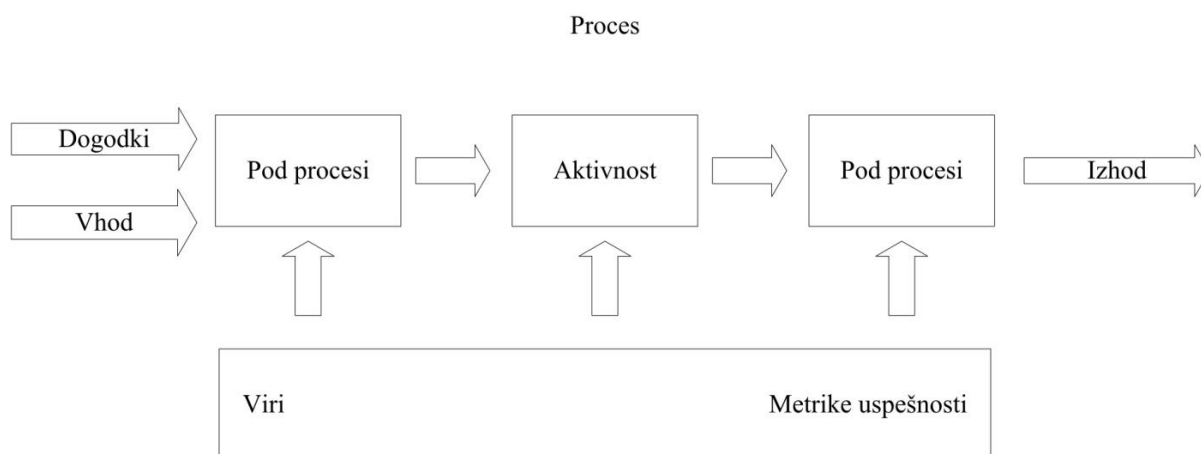 Proces
Dogodki
Vhod
Pod procesi
Aktivnost
Pod procesi
Izhod
Viri
Metrike uspešnosti